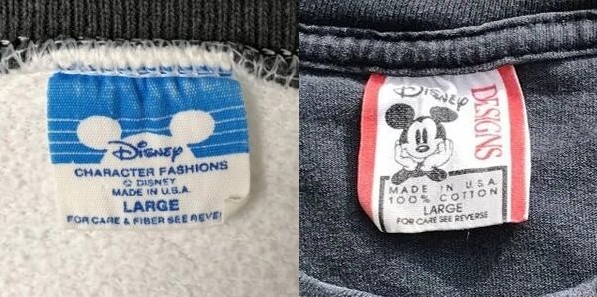 Disney
CHARACTER FASHIONS
© DISNEY
MADE IN U.S.A.
LARGE
FOR CARE & FIBER SEE REVE
Disney
DESIGNS
MADE IN U.S.A.
100% COTTON
LARGE
FOR CARE SEE REVERSE